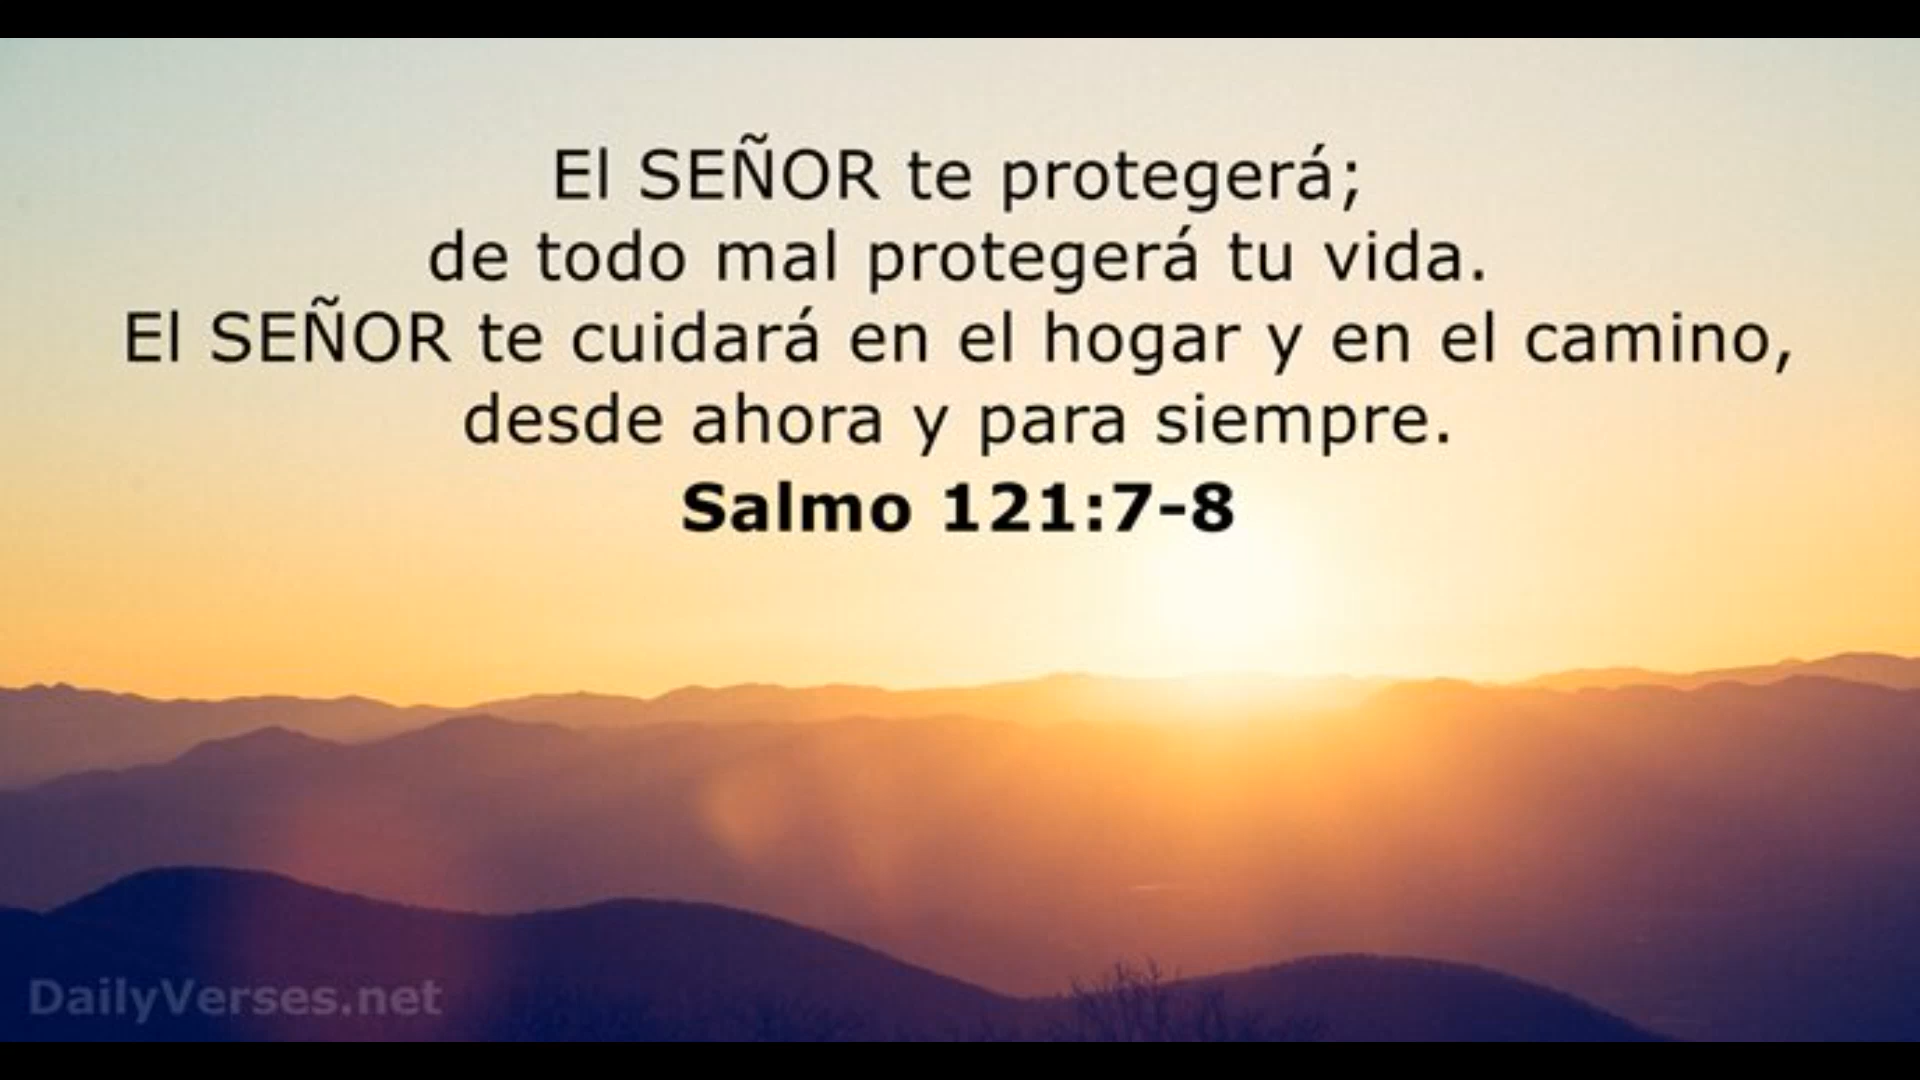 El SEÑOR te protegerá;
de todo mal protegerá tu vida.
El SEÑOR te cuidará en el hogar y en el camino,
desde ahora y para siempre.
Salmo 121:7-8
DailyVerses.net